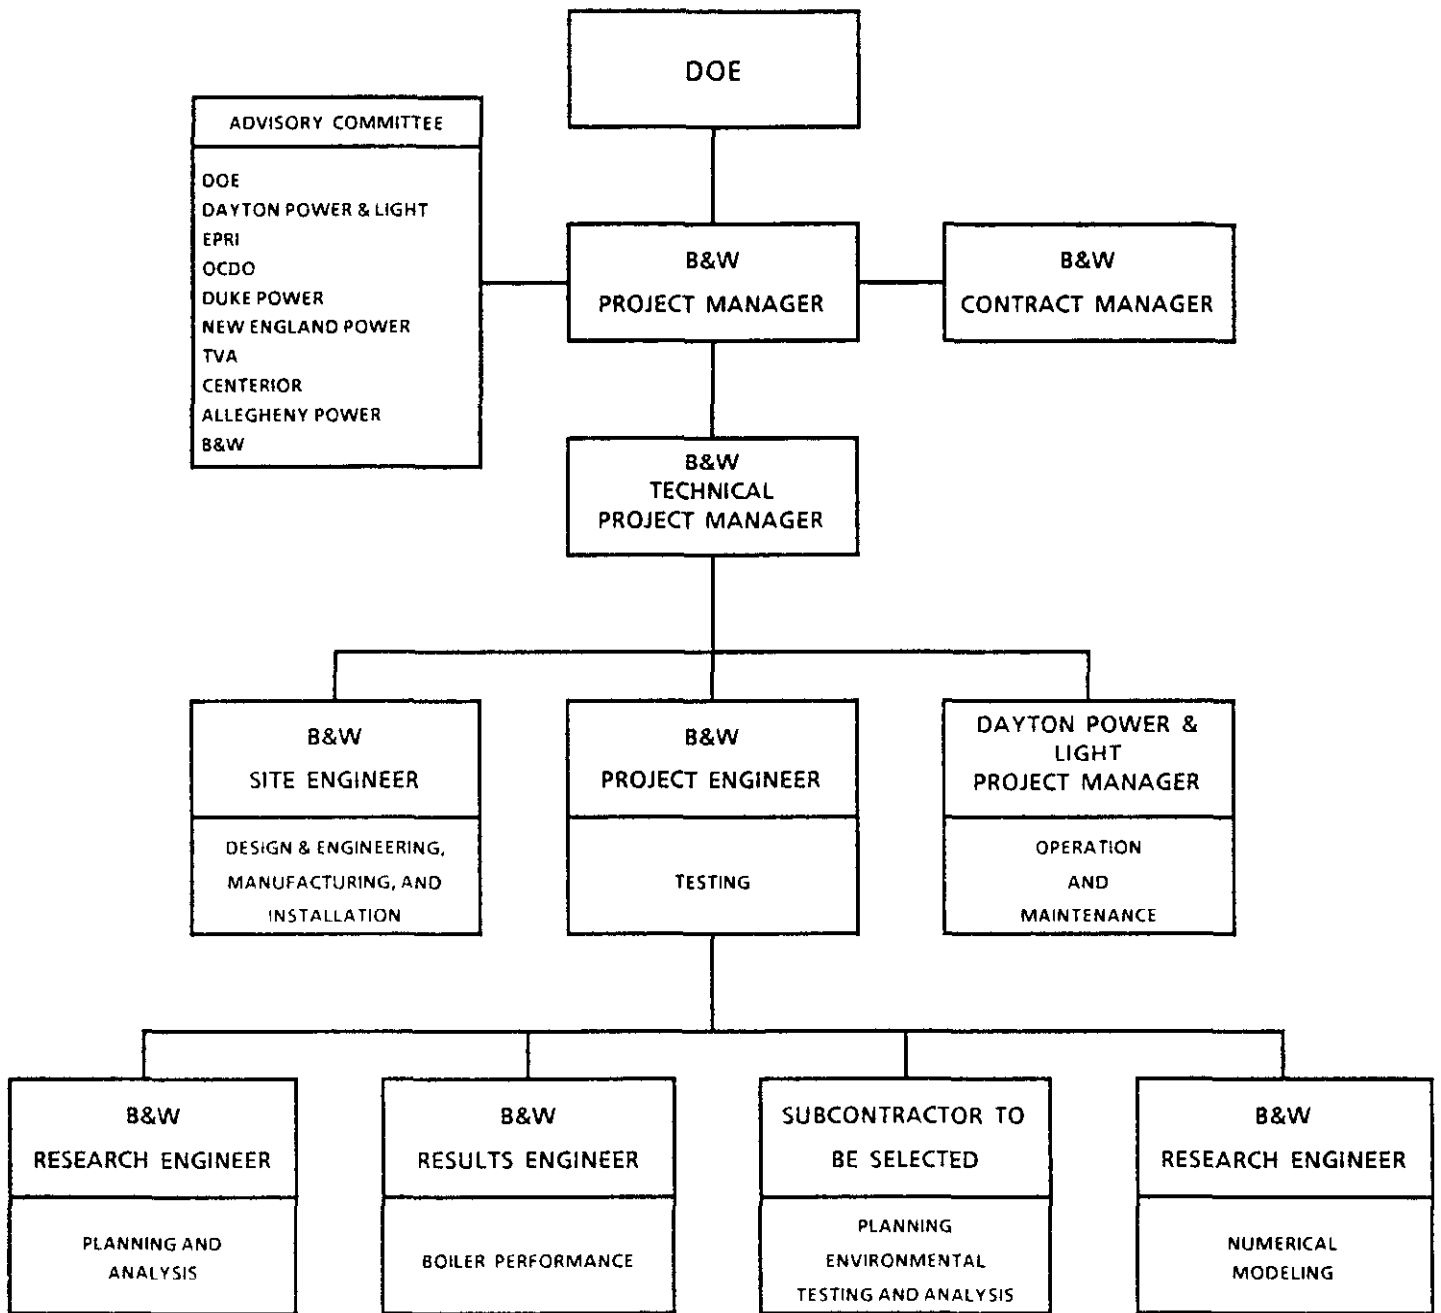 DOE
ADVISORY COMMITTEE
DOE
DAYTON POWER & LIGHT
EPRI
OCDO
DUKE POWER
NEW ENGLAND POWER
TVA
CENTERIOR
ALLEGHENY POWER
B&W
B&W
PROJECT MANAGER
B&W
CONTRACT MANAGER
B&W
TECHNICAL
PROJECT MANAGER
B&W
SITE ENGINEER
DESIGN & ENGINEERING,
MANUFACTURING, AND
INSTALLATION
B&W
PROJECT ENGINEER
TESTING
DAYTON POWER &
LIGHT
PROJECT MANAGER
OPERATION
AND
MAINTENANCE
B&W
RESEARCH ENGINEER
PLANNING AND
ANALYSIS
B&W
RESULTS ENGINEER
BOILER PERFORMANCE
SUBCONTRACTOR TO
BE SELECTED
PLANNING
ENVIRONMENTAL
TESTING AND ANALYSIS
B&W
RESEARCH ENGINEER
NUMERICAL
MODELING